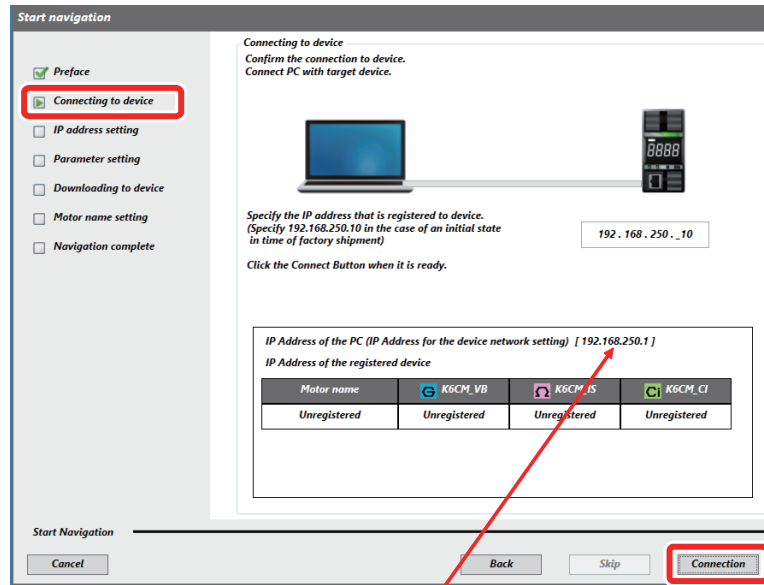 Start navigation
Preface
Connecting to device
IP address setting
Parameter setting
Downloading to device
Motor name setting
Navigation complete
Connecting to device
Confirm the connection to device.
Connect PC with target device.
8888
Specify the IP address that is registered to device.
(Specify 192.168.250.10 in the case of an initial state
in time of factory shipment)
192 . 168 . 250 . _10
Click the Connect Button when it is ready.
IP Address of the PC (IP Address for the device network setting) [ 192.168.250.1 ]
IP Address of the registered device
Motor name G K6CM_VB Ω K6CM_IS Ci K6CM_CI
Unregistered Unregistered Unregistered Unregistered
Start Navigation
Cancel Back Skip Connection